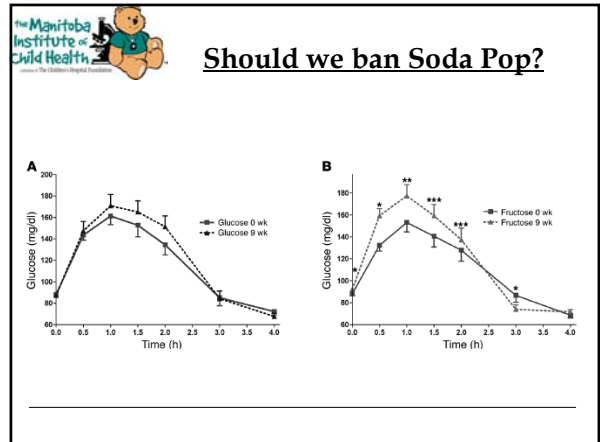 the Manitoba
Institute of
Child Health
Should we ban Soda Pop?
A
200
180
160
140
120
100
80
60
Glucose (mg/dl)
0.0 0.5 1.0 1.5 2.0 2.5 3.0 3.5 4.0
Time (h)
Glucose 0 wk
Glucose 9 wk
B
180
160
140
120
100
80
60
Glucose (mg/dl)
* * ** *** *** *
0.0 0.5 1.0 1.5 2.0 2.5 3.0 3.5 4.0
Time (h)
Fructose 0 wk
Fructose 9 wk